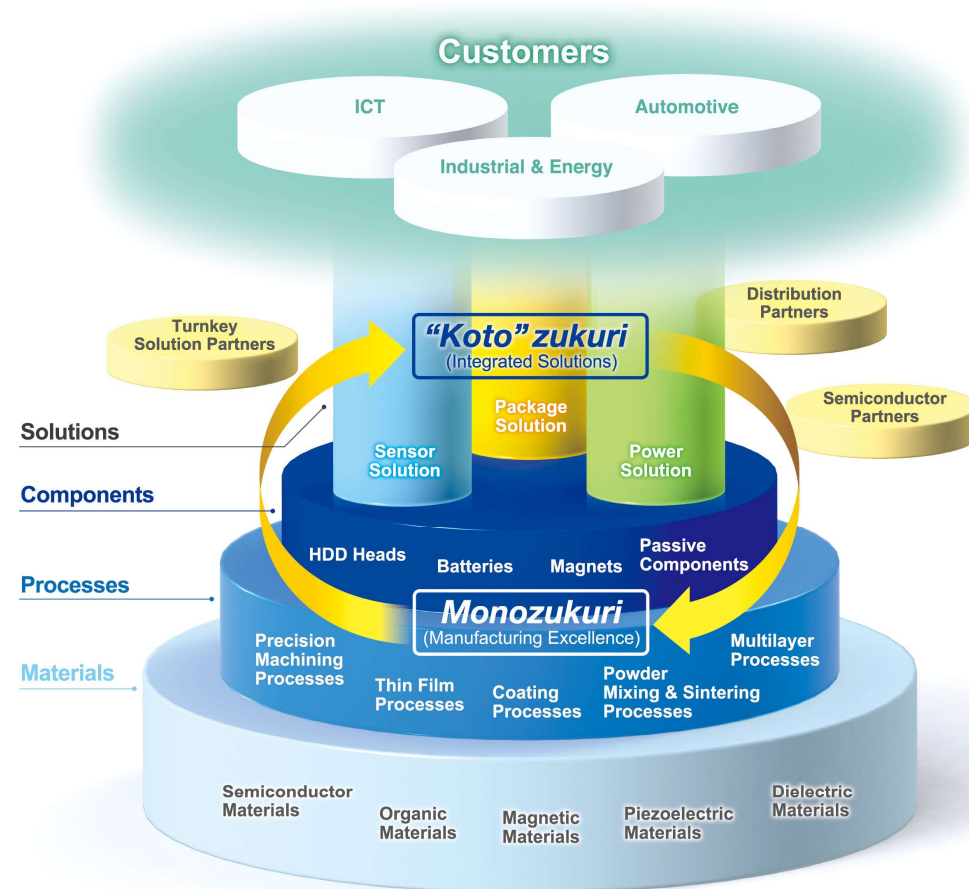 Customers
ICT
Automotive
Industrial & Energy
Distribution
Partners
Turnkey
Solution Partners
“Koto” zukuri
(Integrated Solutions)
Semiconductor
Partners
Package
Solution
Solutions
Sensor
Solution
Power
Solution
Components
HDD Heads
Batteries
Magnets
Passive
Components
Processes
Monozukuri
(Manufacturing Excellence)
Precision
Machining
Processes
Thin Film
Processes
Coating
Processes
Powder
Mixing & Sintering
Processes
Multilayer
Processes
Materials
Semiconductor
Materials
Organic
Materials
Magnetic
Materials
Piezoelectric
Materials
Dielectric
Materials